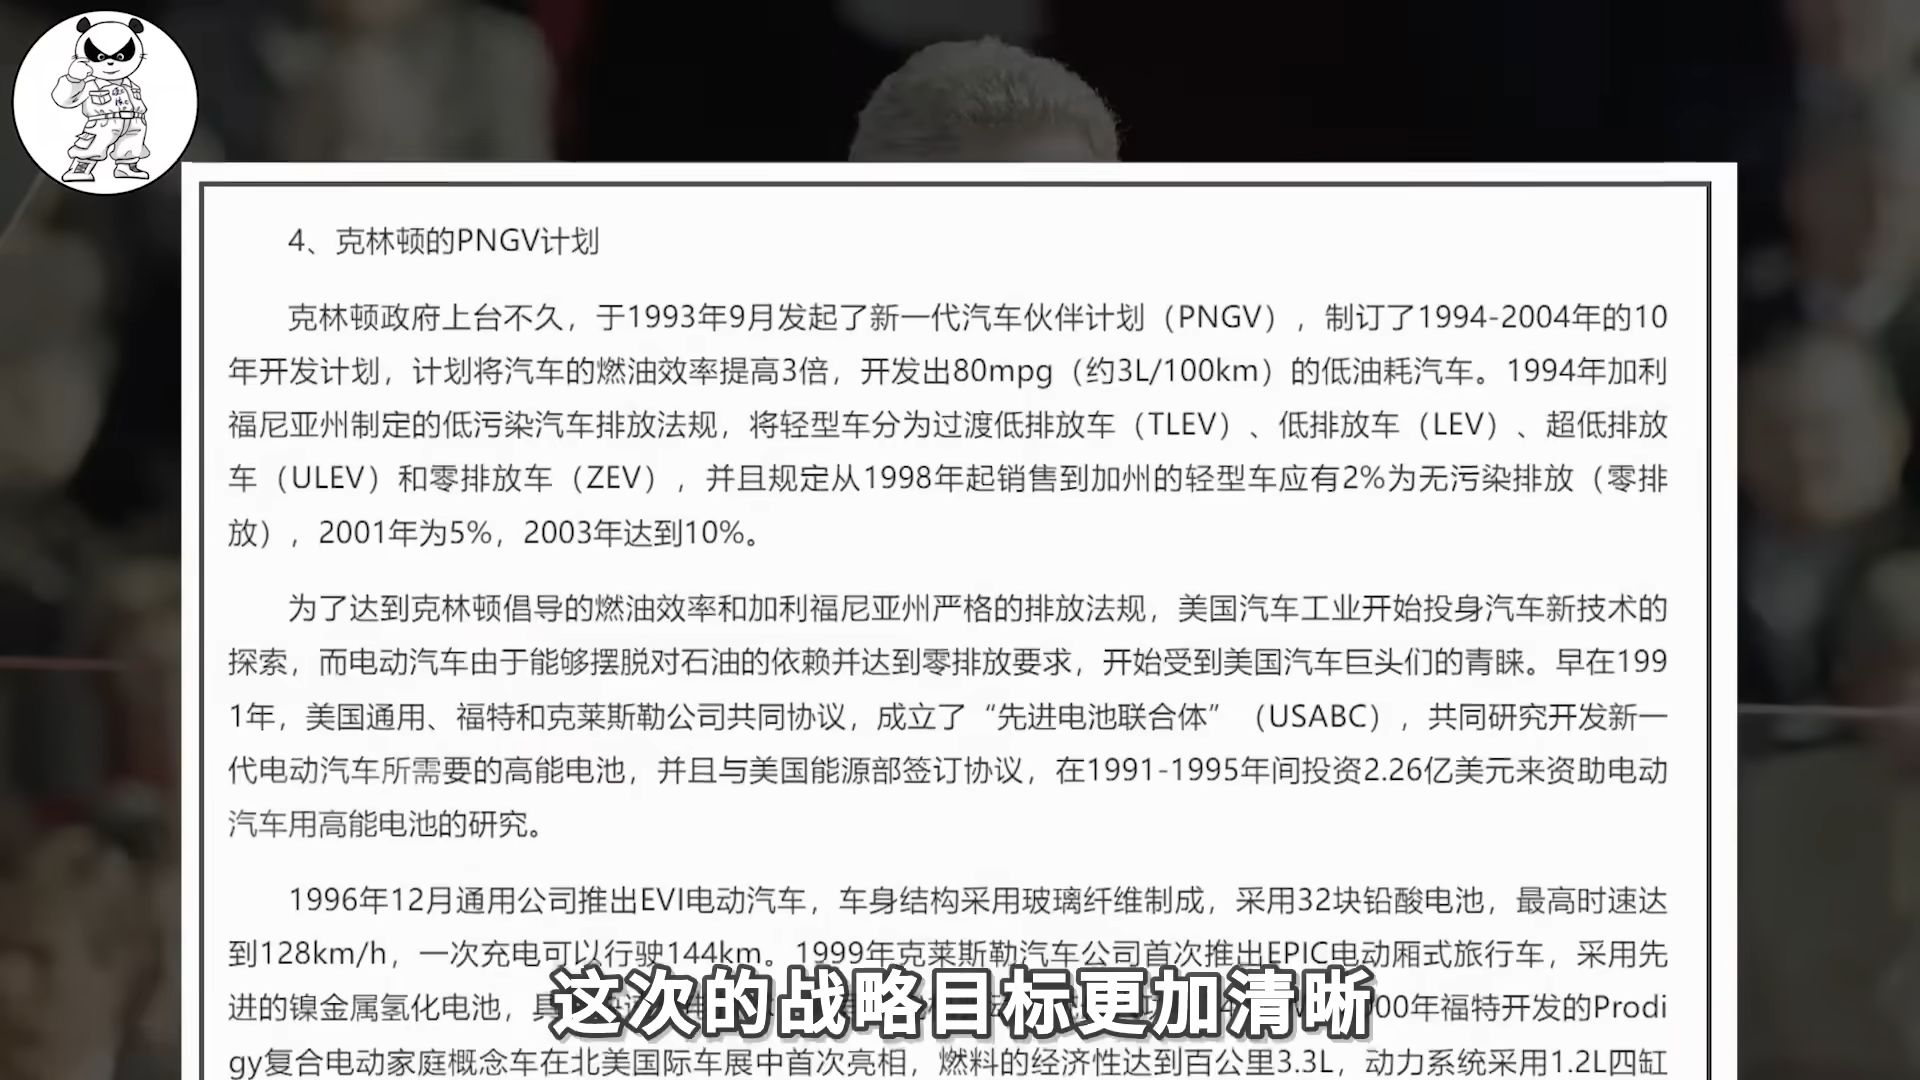 4、克林顿的PNGV计划
克林顿政府上台不久，于1993年9月发起了新一代汽车伙伴计划（PNGV），制订了1994-2004年的10
年开发计划，计划将汽车的燃油效率提高3倍，开发出80mpg（约3L/100km）的低油耗汽车。1994年加利
福尼亚州制定的低污染汽车排放法规，将轻型车分为过渡低排放车（TLEV）、低排放车（LEV）、超低排放
车（ULEV）和零排放车（ZEV），并且规定从1998年起销售到加州的轻型车应有2%为无污染排放（零排
放），2001年为5%，2003年达到10%。
为了达到克林顿倡导的燃油效率和加利福尼亚州严格的排放法规，美国汽车工业开始投身汽车新技术的
探索，而电动汽车由于能够摆脱对石油的依赖并达到零排放要求，开始受到美国汽车巨头们的青睐。早在199
1年，美国通用、福特和克莱斯勒公司共同协议，成立了“先进电池联合体”（USABC），共同研究开发新一
代电动汽车所需要的高能电池，并且与美国能源部签订协议，在1991-1995年间投资2.26亿美元来资助电动
汽车用高能电池的研究。
1996年12月通用公司推出EVI电动汽车，车身结构采用玻璃纤维制成，采用32块铅酸电池，最高时速达
到128km/h，一次充电可以行驶144km。1999年克莱斯勒汽车公司首次推出EPIC电动厢式旅行车，采用先
进的镍金属氢化电池，具 00年福特开发的Prodi
gy复合电动家庭概念车在北美国际车展中首次亮相，燃料的经济性达到百公里3.3L，动力系统采用1.2L四缸
这次的战略目标更加清晰